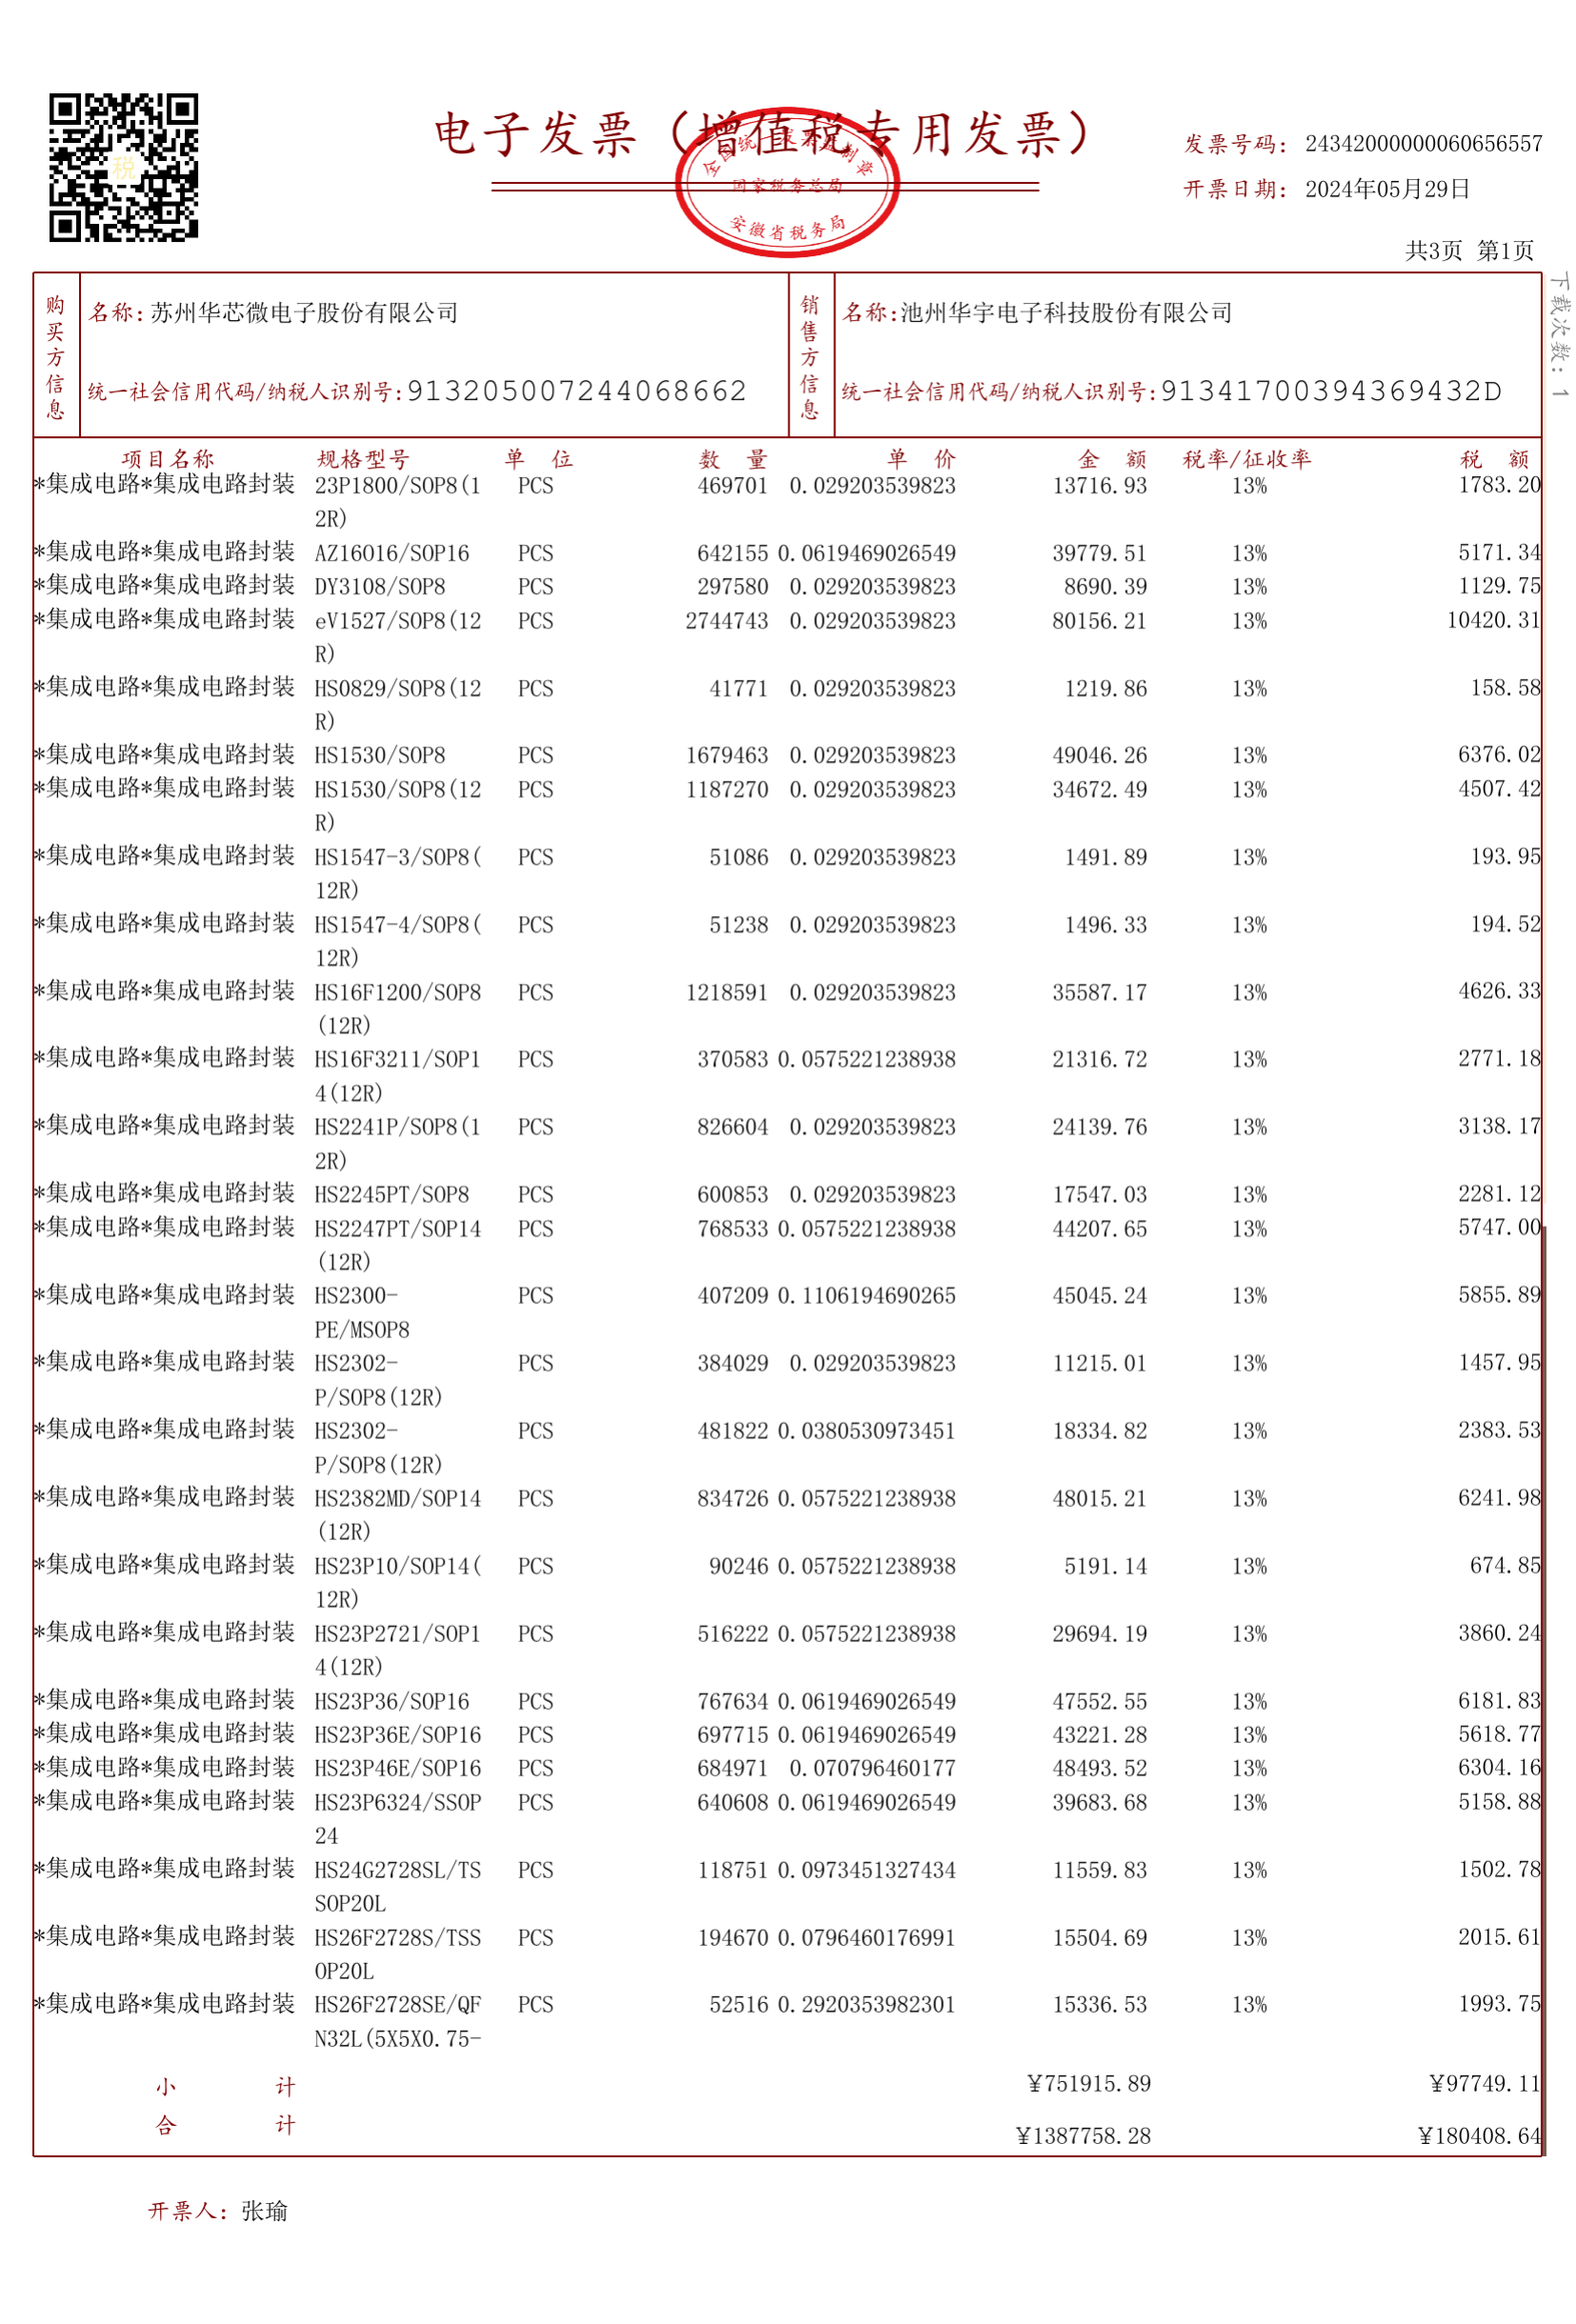 电子发票（增值税专用发票）
全国统一发票监制章
国家税务总局
安徽省税务局
税
发票号码： 24342000000060656557
开票日期： 2024年05月29日
共3页 第1页
下载次数：1
购买方信息
名称：苏州华芯微电子股份有限公司
统一社会信用代码/纳税人识别号：913205007244068662
销售方信息
名称：池州华宇电子科技股份有限公司
统一社会信用代码/纳税人识别号：91341700394369432D
项目名称 规格型号 单 位 数 量 单 价 金 额 税率/征收率 税 额
*集成电路*集成电路封装 23P1800/SOP8(1 PCS 469701 0.029203539823 13716.93 13% 1783.20
2R)
*集成电路*集成电路封装 AZ16016/SOP16 PCS 642155 0.0619469026549 39779.51 13% 5171.34
*集成电路*集成电路封装 DY3108/SOP8 PCS 297580 0.029203539823 8690.39 13% 1129.75
*集成电路*集成电路封装 eV1527/SOP8(12 PCS 2744743 0.029203539823 80156.21 13% 10420.31
R)
*集成电路*集成电路封装 HS0829/SOP8(12 PCS 41771 0.029203539823 1219.86 13% 158.58
R)
*集成电路*集成电路封装 HS1530/SOP8 PCS 1679463 0.029203539823 49046.26 13% 6376.02
*集成电路*集成电路封装 HS1530/SOP8(12 PCS 1187270 0.029203539823 34672.49 13% 4507.42
R)
*集成电路*集成电路封装 HS1547-3/SOP8( PCS 51086 0.029203539823 1491.89 13% 193.95
12R)
*集成电路*集成电路封装 HS1547-4/SOP8( PCS 51238 0.029203539823 1496.33 13% 194.52
12R)
*集成电路*集成电路封装 HS16F1200/SOP8 PCS 1218591 0.029203539823 35587.17 13% 4626.33
(12R)
*集成电路*集成电路封装 HS16F3211/SOP1 PCS 370583 0.0575221238938 21316.72 13% 2771.18
4(12R)
*集成电路*集成电路封装 HS2241P/SOP8(1 PCS 826604 0.029203539823 24139.76 13% 3138.17
2R)
*集成电路*集成电路封装 HS2245PT/SOP8 PCS 600853 0.029203539823 17547.03 13% 2281.12
*集成电路*集成电路封装 HS2247PT/SOP14 PCS 768533 0.0575221238938 44207.65 13% 5747.00
(12R)
*集成电路*集成电路封装 HS2300- PCS 407209 0.1106194690265 45045.24 13% 5855.89
PE/MSOP8
*集成电路*集成电路封装 HS2302- PCS 384029 0.029203539823 11215.01 13% 1457.95
P/SOP8(12R)
*集成电路*集成电路封装 HS2302- PCS 481822 0.0380530973451 18334.82 13% 2383.53
P/SOP8(12R)
*集成电路*集成电路封装 HS2382MD/SOP14 PCS 834726 0.0575221238938 48015.21 13% 6241.98
(12R)
*集成电路*集成电路封装 HS23P10/SOP14( PCS 90246 0.0575221238938 5191.14 13% 674.85
12R)
*集成电路*集成电路封装 HS23P2721/SOP1 PCS 516222 0.0575221238938 29694.19 13% 3860.24
4(12R)
*集成电路*集成电路封装 HS23P36/SOP16 PCS 767634 0.0619469026549 47552.55 13% 6181.83
*集成电路*集成电路封装 HS23P36E/SOP16 PCS 697715 0.0619469026549 43221.28 13% 5618.77
*集成电路*集成电路封装 HS23P46E/SOP16 PCS 684971 0.070796460177 48493.52 13% 6304.16
*集成电路*集成电路封装 HS23P6324/SSOP PCS 640608 0.0619469026549 39683.68 13% 5158.88
24
*集成电路*集成电路封装 HS24G2728SL/TS PCS 118751 0.0973451327434 11559.83 13% 1502.78
SOP20L
*集成电路*集成电路封装 HS26F2728S/TSS PCS 194670 0.0796460176991 15504.69 13% 2015.61
OP20L
*集成电路*集成电路封装 HS26F2728SE/QF PCS 52516 0.2920353982301 15336.53 13% 1993.75
N32L(5X5X0.75-
小 计 ¥751915.89 ¥97749.11
合 计 ¥1387758.28 ¥180408.64
开票人：张瑜